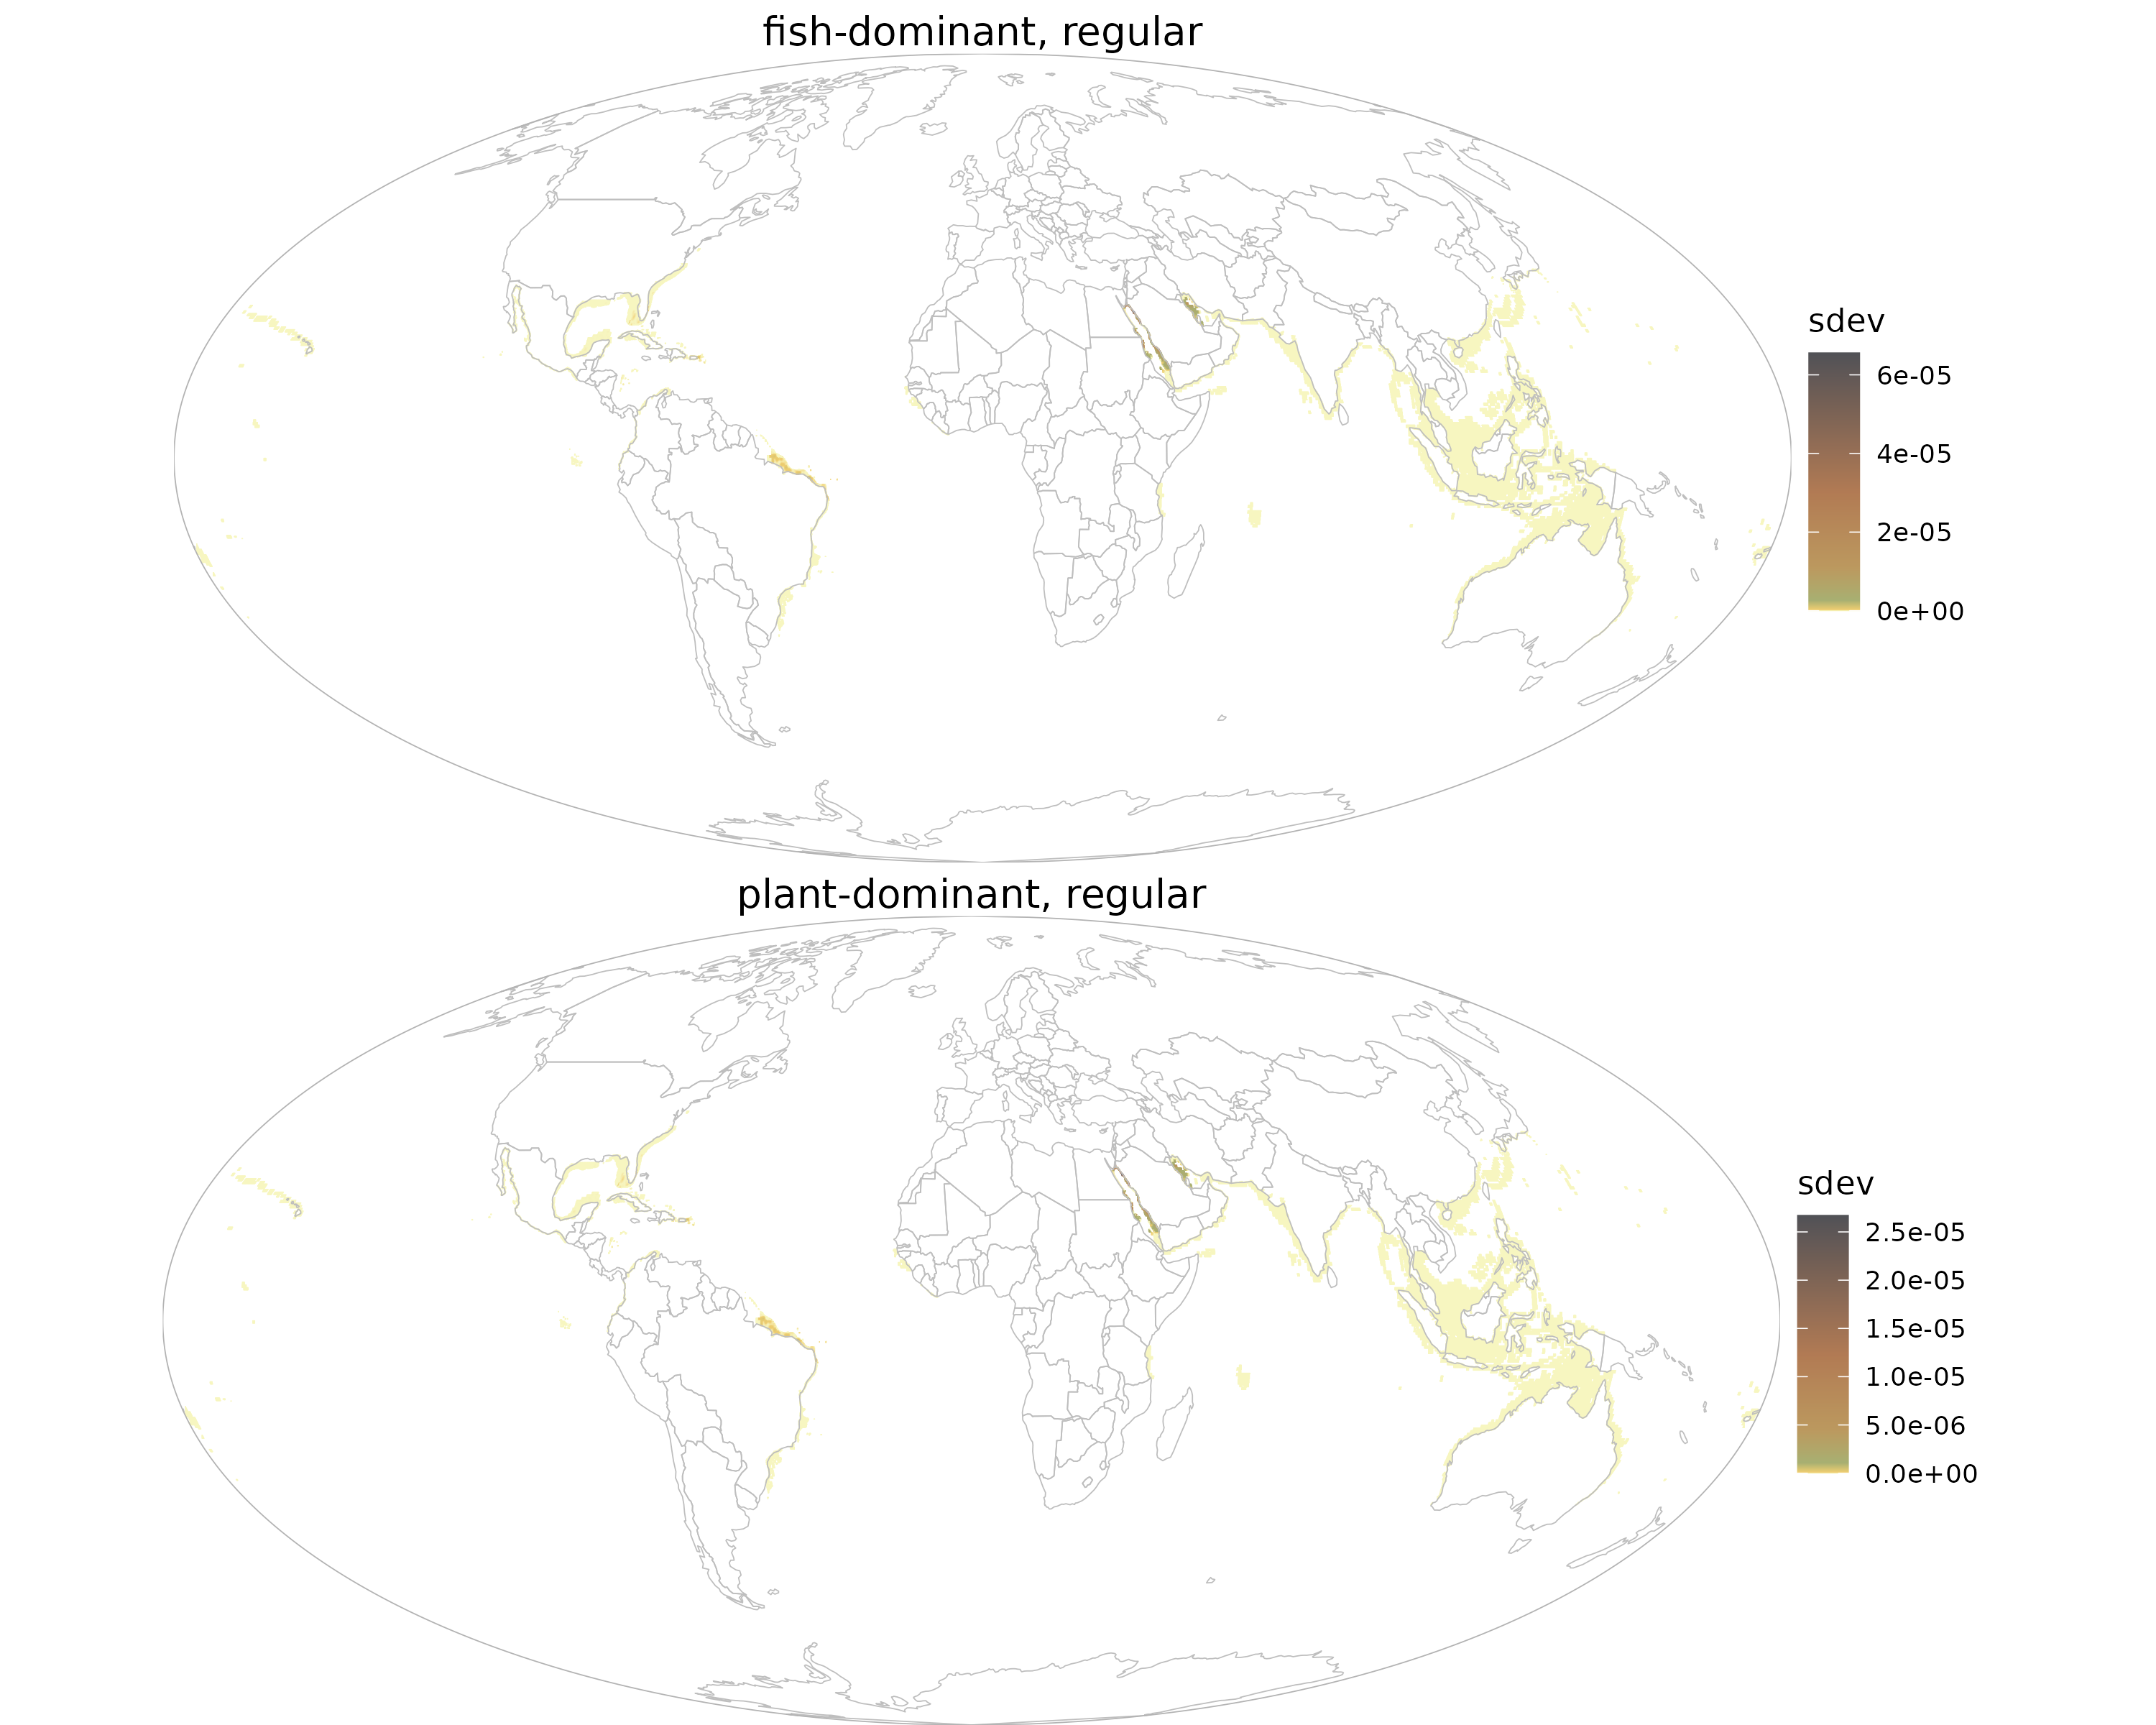 fish-dominant, regular
sdev
6e-05
4e-05
2e-05
0e+00
plant-dominant, regular
sdev
2.5e-05
2.0e-05
1.5e-05
1.0e-05
5.0e-06
0.0e+00